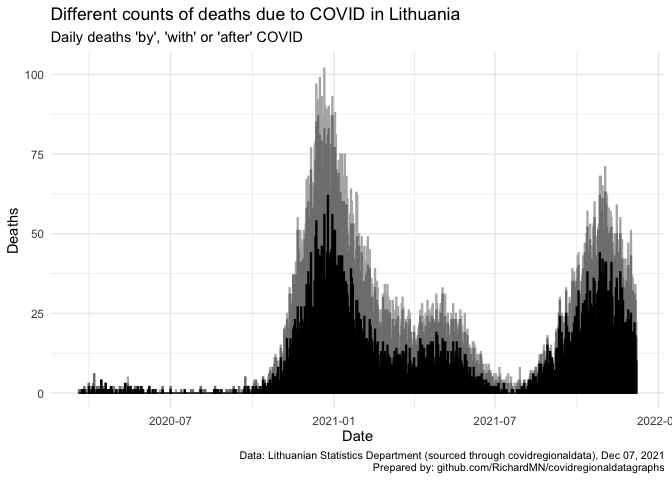 Different counts of deaths due to COVID in Lithuania
Daily deaths 'by', 'with' or 'after' COVID
100
75
50
25
0
Deaths
2020-07
2021-01
2021-07
2022-0
Date
Data: Lithuanian Statistics Department (sourced through covidregionaldata), Dec 07, 2021
Prepared by: github.com/RichardMN/covidregionaldatagraphs